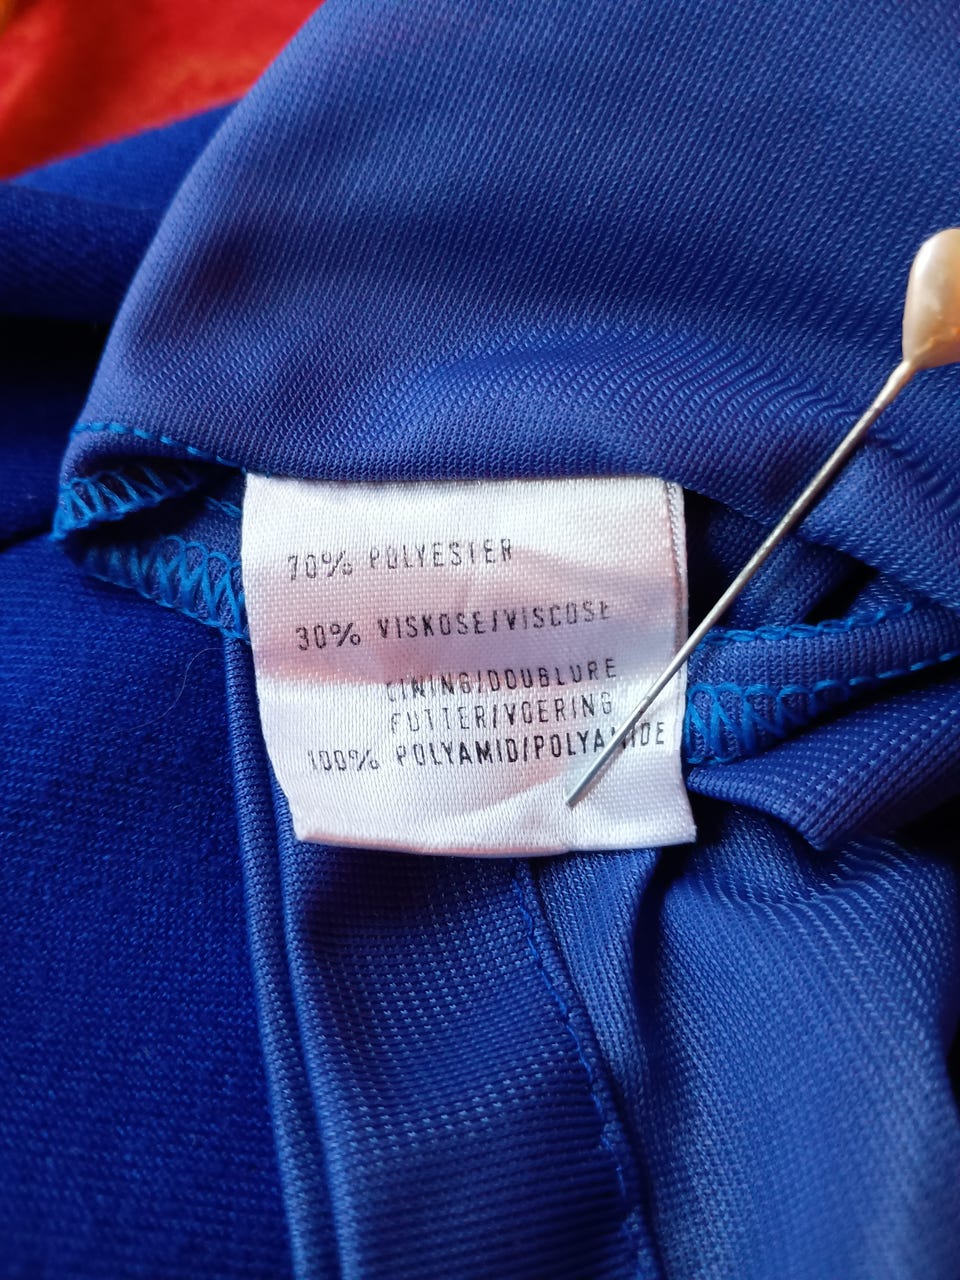 70% POLYESTER
30% VISKOSE/VISCOSE
LINING/DOUBLURE
FUTTER/VOERING
100% POLYAMID/POLYAMIDE